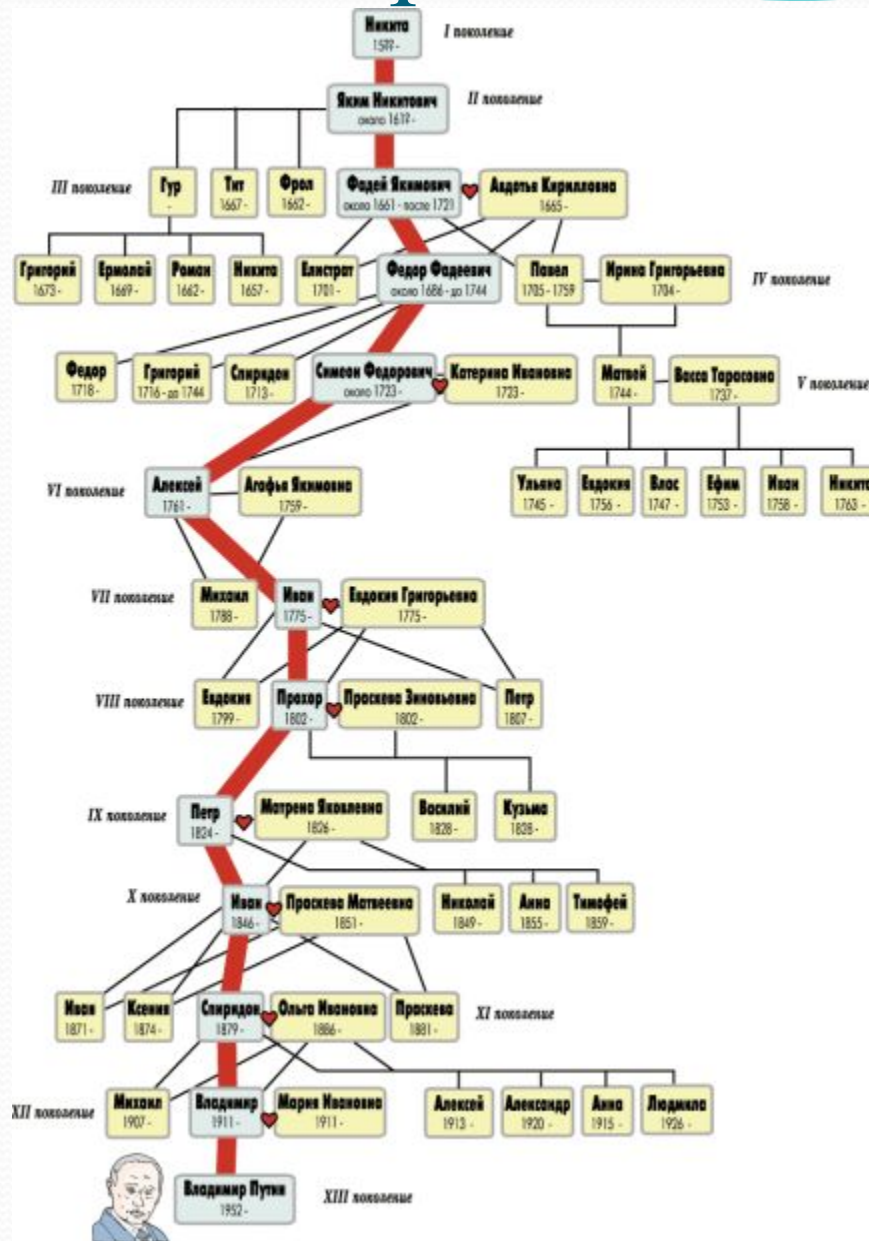 Никита
159?-
I поколение
Яким Никитович
около 161?-
II поколение
III поколение
Гур
-
Тит
1667-
Фрол
1662-
Фадей Якимович
около 1661 - после 1721
Авдотья Кирилловна
1665-
Григорий
1673-
Ермолай
1669-
Роман
1662-
Никита
1657-
Елистрат
1701-
Федор Фадеевич
около 1686 - до 1744
Павел
1705 - 1759
Ирина Григорьевна
1704-
IV поколение
Федор
1718-
Григорий
1716 - до 1744
Спиридон
1713-
Симеон Федорович
около 1723-
Катерина Ивановна
1723-
Матвей
1744-
Васса Тарасовна
1737-
V поколение
VI поколение
Алексей
1761-
Агафья Якимовна
1759-
Ульяна
1745 -
Евдокия
1756 -
Влас
1747 -
Ефим
1753 -
Иван
1758 -
Никита
1763 -
VII поколение
Михаил
1788-
Иван
1775-
Евдокия Григорьевна
1775-
VIII поколение
Евдокия
1799-
Прохор
1802-
Праскева Зиновьевна
1802-
Петр
1807-
IX поколение
Петр
1824-
Матрена Яковлевна
1826-
Василий
1828-
Кузьма
1828-
X поколение
Иван
1846-
Праскева Матвеевна
1851-
Николай
1849-
Анна
1855-
Тимофей
1859-
Иван
1871-
Ксения
1874-
Спиридон
1879-
Ольга Ивановна
1886-
Праскева
1881-
XI поколение
XII поколение
Михаил
1907-
Владимир
1911-
Мария Ивановна
1911-
Алексей
1913-
Александр
1920-
Анна
1915-
Людмила
1926-
Владимир Путин
1952-
XIII поколение